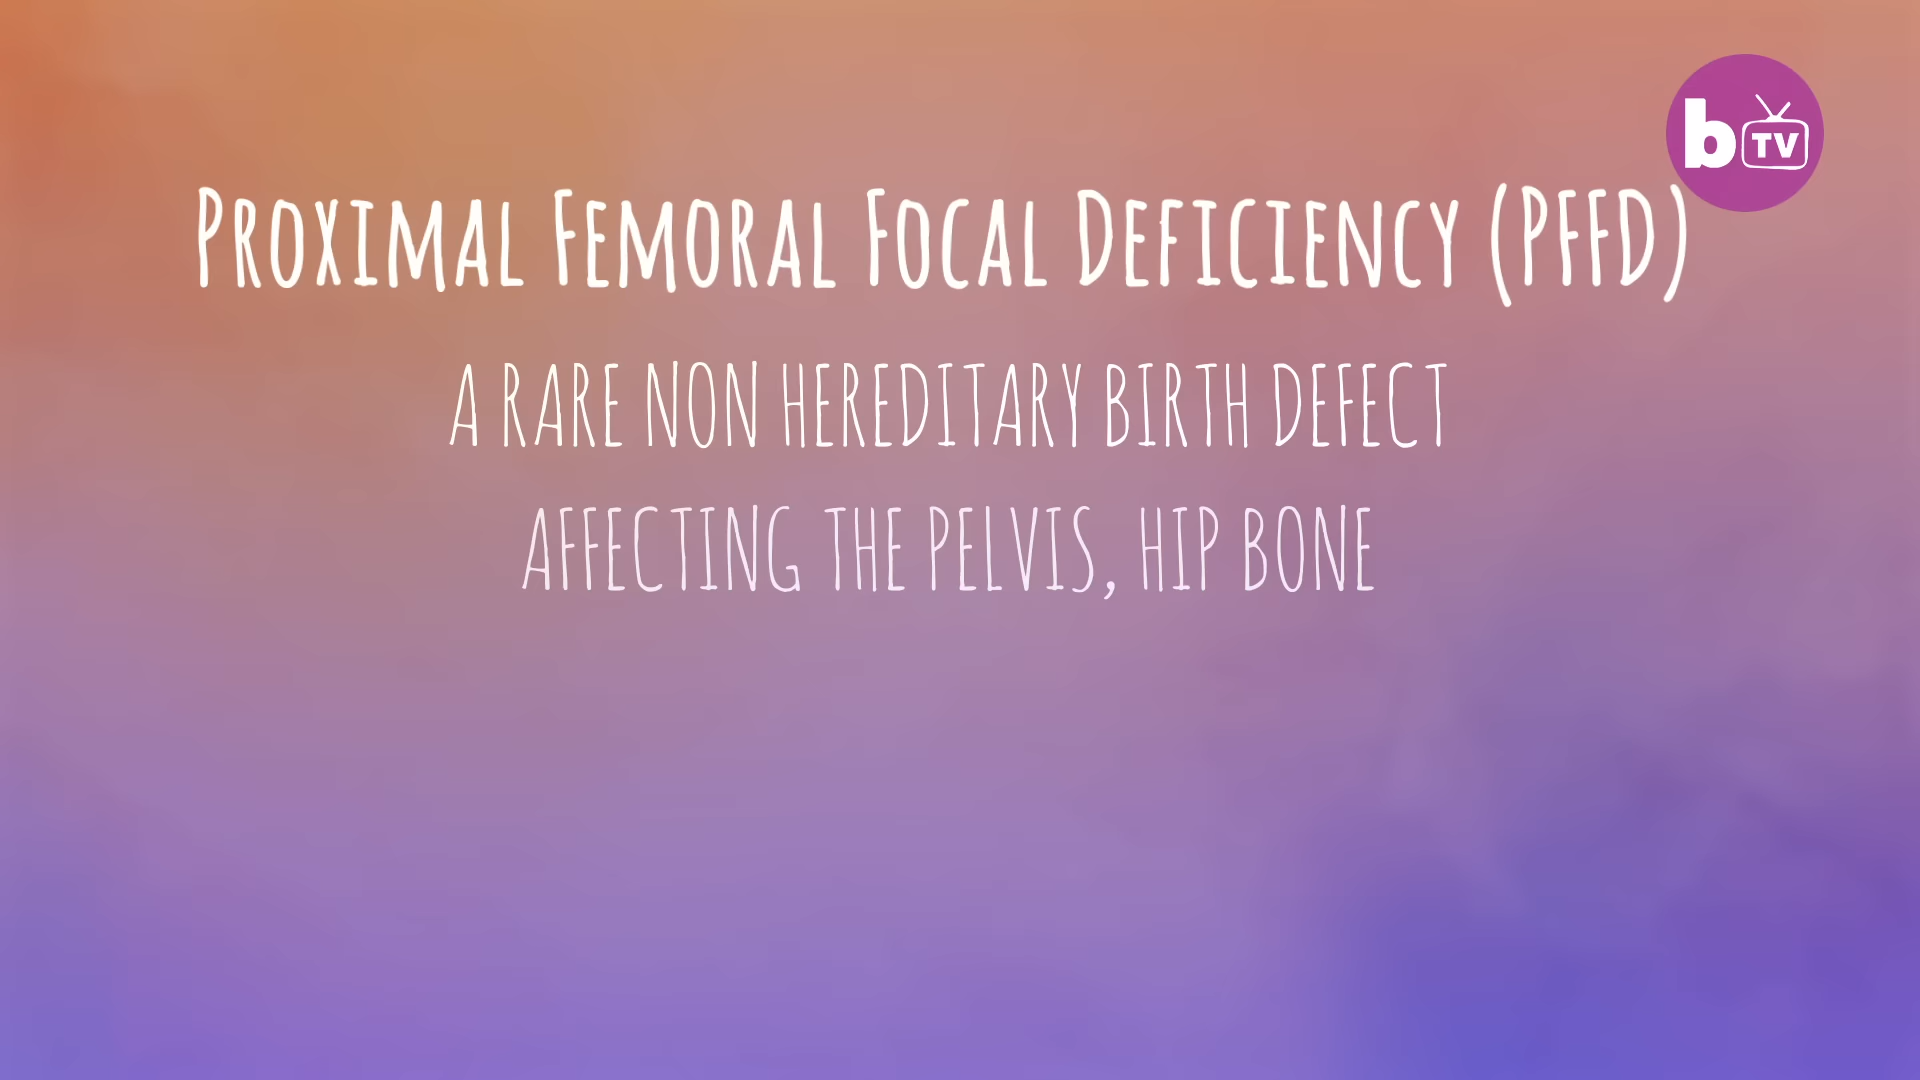 b TV
Proximal Femoral Focal Deficiency (PFFD)
A RARE NON HEREDITARY BIRTH DEFECT
AFFECTING THE PELVIS, HIP BONE